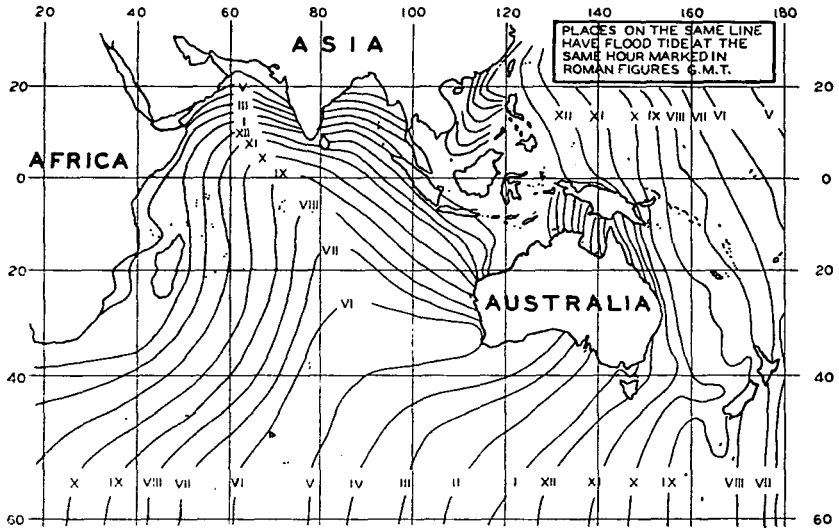 20 40 60 80 100 120 140 160 180
PLACES ON THE SAME LINE
HAVE FLOOD TIDE AT THE
SAME HOUR MARKED IN
ROMAN FIGURES G.M.T.
ASIA
20 V 20
III
I XII XI X IX VIII VII VI V
XII
XI
AFRICA X
0 IX 0
VIII
VII
20 20
VI AUSTRALIA
40 40
X IX VIII VII VI V IV III II I XII XI X IX VIII VII
60 60